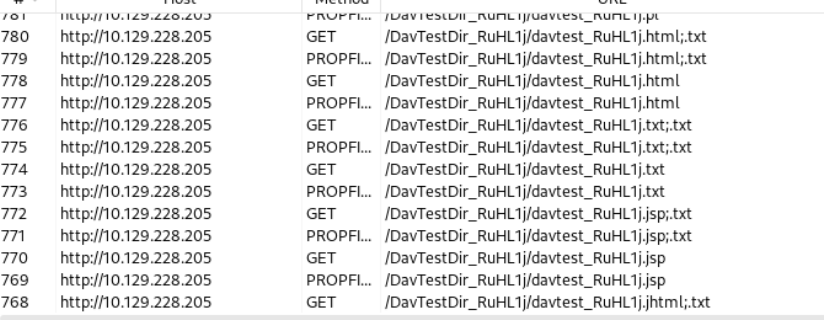 # Host Method URL
781 http://10.129.228.205 PROPFI... /DavTestDir_RuHL1j/davtest_RuHL1j.pl
780 http://10.129.228.205 GET /DavTestDir_RuHL1j/davtest_RuHL1j.html;.txt
779 http://10.129.228.205 PROPFI... /DavTestDir_RuHL1j/davtest_RuHL1j.html;.txt
778 http://10.129.228.205 GET /DavTestDir_RuHL1j/davtest_RuHL1j.html
777 http://10.129.228.205 PROPFI... /DavTestDir_RuHL1j/davtest_RuHL1j.html
776 http://10.129.228.205 GET /DavTestDir_RuHL1j/davtest_RuHL1j.txt;.txt
775 http://10.129.228.205 PROPFI... /DavTestDir_RuHL1j/davtest_RuHL1j.txt;.txt
774 http://10.129.228.205 GET /DavTestDir_RuHL1j/davtest_RuHL1j.txt
773 http://10.129.228.205 PROPFI... /DavTestDir_RuHL1j/davtest_RuHL1j.txt
772 http://10.129.228.205 GET /DavTestDir_RuHL1j/davtest_RuHL1j.jsp;.txt
771 http://10.129.228.205 PROPFI... /DavTestDir_RuHL1j/davtest_RuHL1j.jsp;.txt
770 http://10.129.228.205 GET /DavTestDir_RuHL1j/davtest_RuHL1j.jsp
769 http://10.129.228.205 PROPFI... /DavTestDir_RuHL1j/davtest_RuHL1j.jsp
768 http://10.129.228.205 GET /DavTestDir_RuHL1j/davtest_RuHL1j.jhtml;.txt